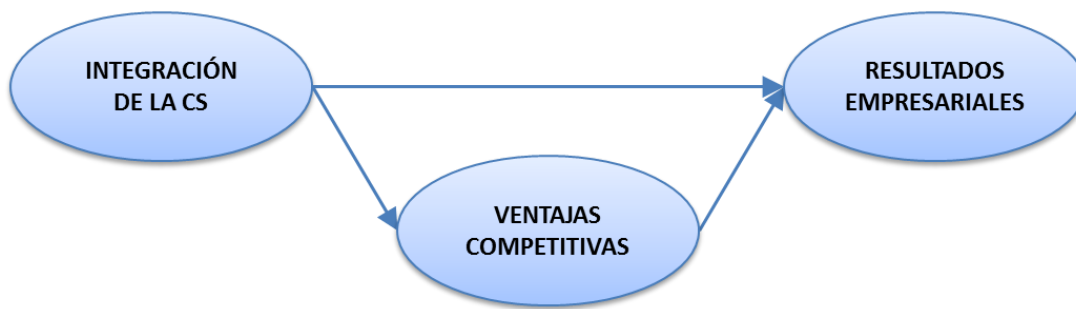 INTEGRACIÓN
DE LA CS
RESULTADOS
EMPRESARIALES
VENTAJAS
COMPETITIVAS